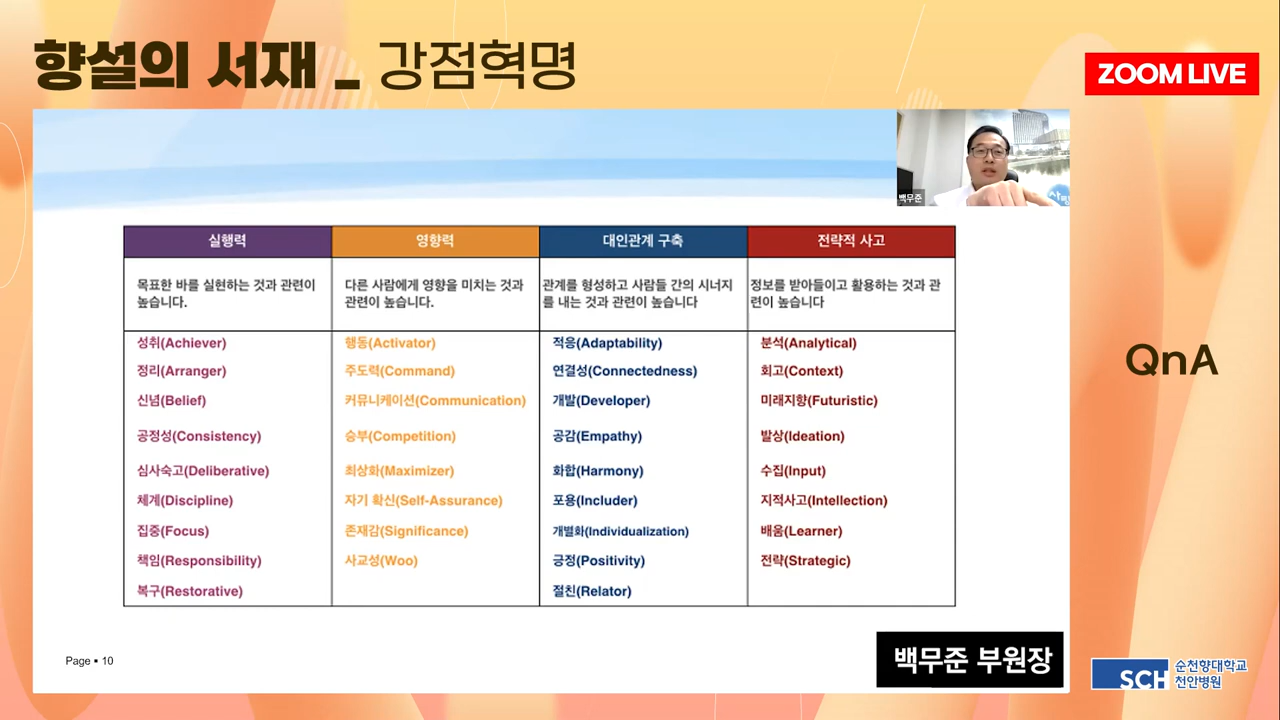 향설의 서재 _ 강점혁명
ZOOM LIVE
백무준
실행력
영향력
대인관계 구축
전략적 사고
목표한 바를 실현하는 것과 관련이
높습니다.
다른 사람에게 영향을 미치는 것과
관련이 높습니다.
관계를 형성하고 사람들 간의 시너지
를 내는 것과 관련이 높습니다
정보를 받아들이고 활용하는 것과 관
련이 높습니다
성취(Achiever)
행동(Activator)
적응(Adaptability)
분석(Analytical)
정리(Arranger)
주도력(Command)
연결성(Connectedness)
회고(Context)
신념(Belief)
커뮤니케이션(Communication)
개발(Developer)
미래지향(Futuristic)
공정성(Consistency)
승부(Competition)
공감(Empathy)
발상(Ideation)
심사숙고(Deliberative)
최상화(Maximizer)
화합(Harmony)
수집(Input)
체계(Discipline)
자기 확신(Self-Assurance)
포용(Includer)
지적사고(Intellection)
집중(Focus)
존재감(Significance)
개별화(Individualization)
배움(Learner)
책임(Responsibility)
사교성(Woo)
긍정(Positivity)
전략(Strategic)
복구(Restorative)
절친(Relator)
QnA
Page ▪ 10
백무준 부원장
SCH
순천향대학교
천안병원